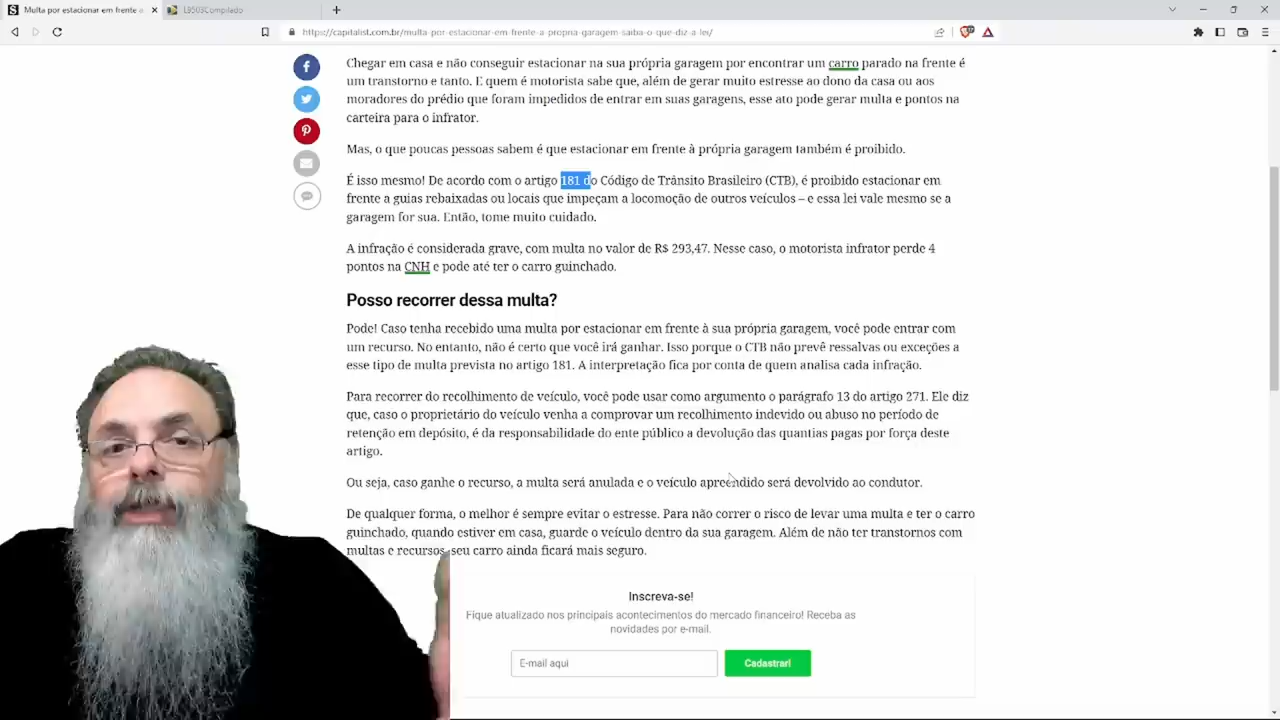 Multa por estacionar em frente a
L9503Compilado
https://capitalist.com.br/multa-por-estacionar-em-frente-a-propria-garagem-saiba-o-que-diz-a-lei/
Chegar em casa e não conseguir estacionar na sua própria garagem por encontrar um carro parado na frente é
um transtorno e tanto. E quem é motorista sabe que, além de gerar muito estresse ao dono da casa ou aos
moradores do prédio que foram impedidos de entrar em suas garagens, esse ato pode gerar multa e pontos na
carteira para o infrator.
Mas, o que poucas pessoas sabem é que estacionar em frente à própria garagem também é proibido.
É isso mesmo! De acordo com o artigo 181 do Código de Trânsito Brasileiro (CTB), é proibido estacionar em
frente a guias rebaixadas ou locais que impeçam a locomoção de outros veículos – e essa lei vale mesmo se a
garagem for sua. Então, tome muito cuidado.
A infração é considerada grave, com multa no valor de R$ 293,47. Nesse caso, o motorista infrator perde 4
pontos na CNH e pode até ter o carro guinchado.
Posso recorrer dessa multa?
Pode! Caso tenha recebido uma multa por estacionar em frente à sua própria garagem, você pode entrar com
um recurso. No entanto, não é certo que você irá ganhar. Isso porque o CTB não prevê ressalvas ou exceções a
esse tipo de multa prevista no artigo 181. A interpretação fica por conta de quem analisa cada infração.
Para recorrer do recolhimento de veículo, você pode usar como argumento o parágrafo 13 do artigo 271. Ele diz
que, caso o proprietário do veículo venha a comprovar um recolhimento indevido ou abuso no período de
retenção em depósito, é da responsabilidade do ente público a devolução das quantias pagas por força deste
artigo.
Ou seja, caso ganhe o recurso, a multa será anulada e o veículo apreendido será devolvido ao condutor.
De qualquer forma, o melhor é sempre evitar o estresse. Para não correr o risco de levar uma multa e ter o carro
guinchado, quando estiver em casa, guarde o veículo dentro da sua garagem. Além de não ter transtornos com
multas e recursos, seu carro ainda ficará mais seguro.
Inscreva-se!
Fique atualizado nos principais acontecimentos do mercado financeiro! Receba as
novidades por e-mail.
E-mail aqui
Cadastrar!